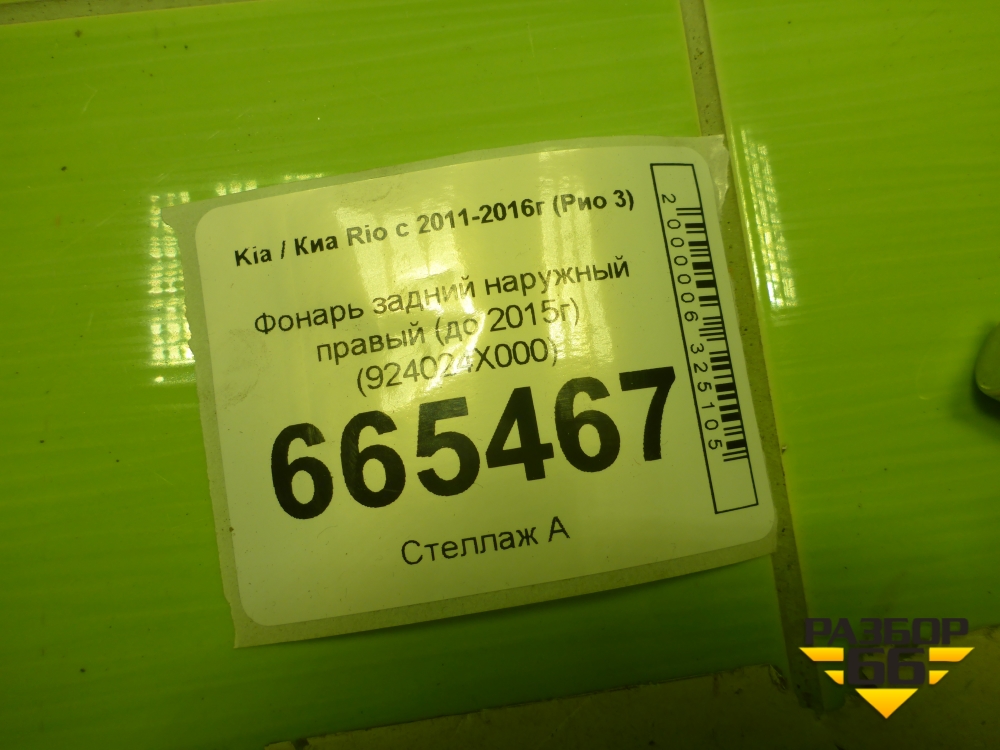 Kia / Киа Rio с 2011-2016г (Рио 3)
Фонарь задний наружный
правый (до 2015г)
(924024X000)
665467
Стеллаж А
2000006325105
РАЗБОР
66